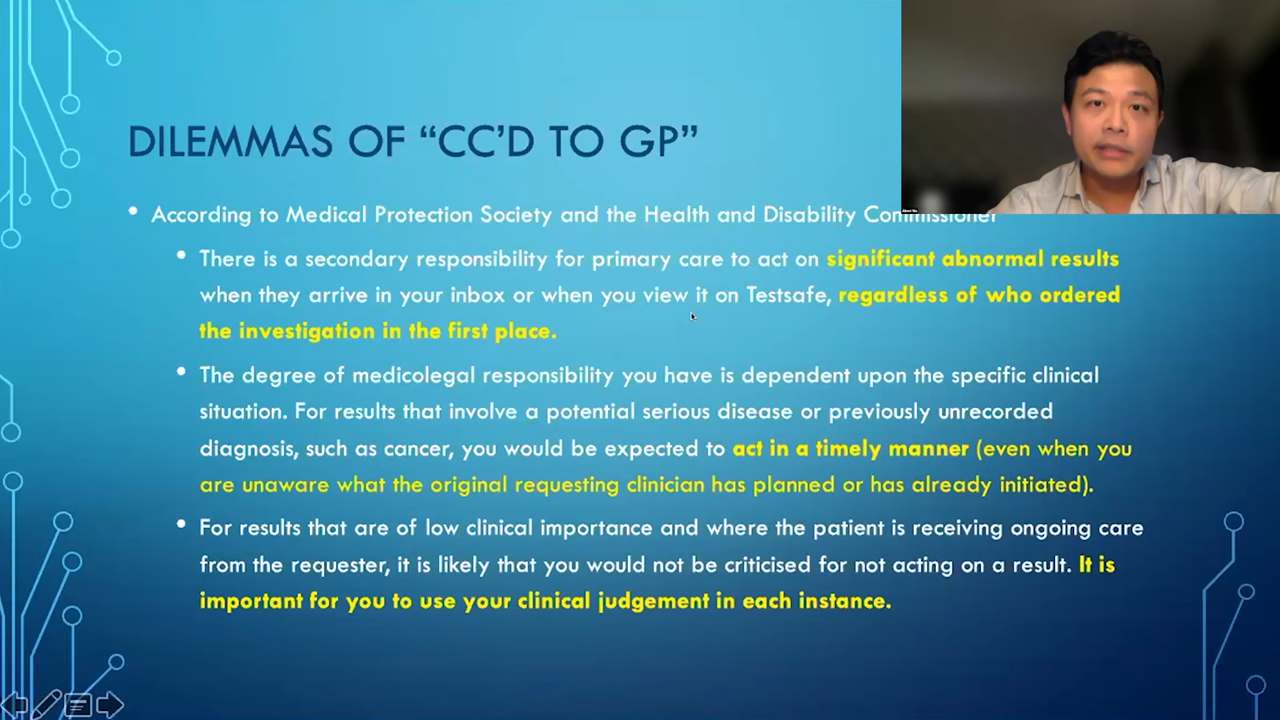 DILEMMAS OF “CC’D TO GP”
• According to Medical Protection Society and the Health and Disability Commissioner
• There is a secondary responsibility for primary care to act on significant abnormal results
when they arrive in your inbox or when you view it on Testsafe, regardless of who ordered
the investigation in the first place.
• The degree of medicolegal responsibility you have is dependent upon the specific clinical
situation. For results that involve a potential serious disease or previously unrecorded
diagnosis, such as cancer, you would be expected to act in a timely manner (even when you
are unaware what the original requesting clinician has planned or has already initiated).
• For results that are of low clinical importance and where the patient is receiving ongoing care
from the requester, it is likely that you would not be criticised for not acting on a result. It is
important for you to use your clinical judgement in each instance.